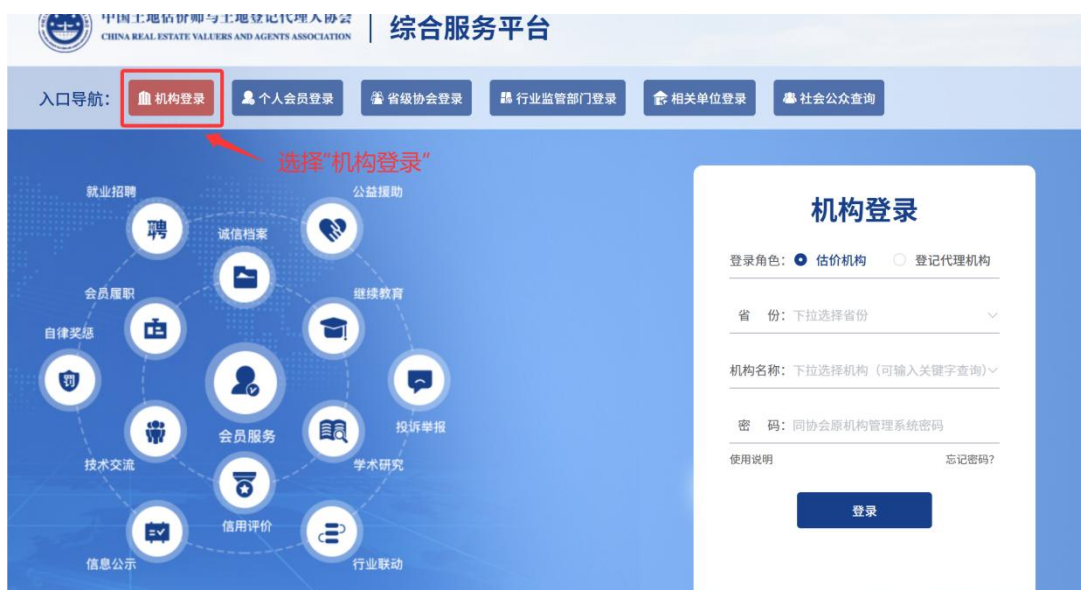 中国土地估价师与土地登记代理人协会
CHINA REAL ESTATE VALUERS AND AGENTS ASSOCIATION
综合服务平台
入口导航： 机构登录 个人会员登录 省级协会登录 行业监管部门登录 相关单位登录 社会公众查询
选择"机构登录"
就业招聘
公益援助
聘
诚信档案
会员履职
继续教育
自律奖惩
罚
会员服务
投诉举报
技术交流
学术研究
信用评价
信息公示
行业联动
机构登录
登录角色： 估价机构 登记代理机构
省 份： 下拉选择省份
机构名称： 下拉选择机构（可输入关键字查询)
密 码： 同协会原机构管理系统密码
使用说明 忘记密码?
登录